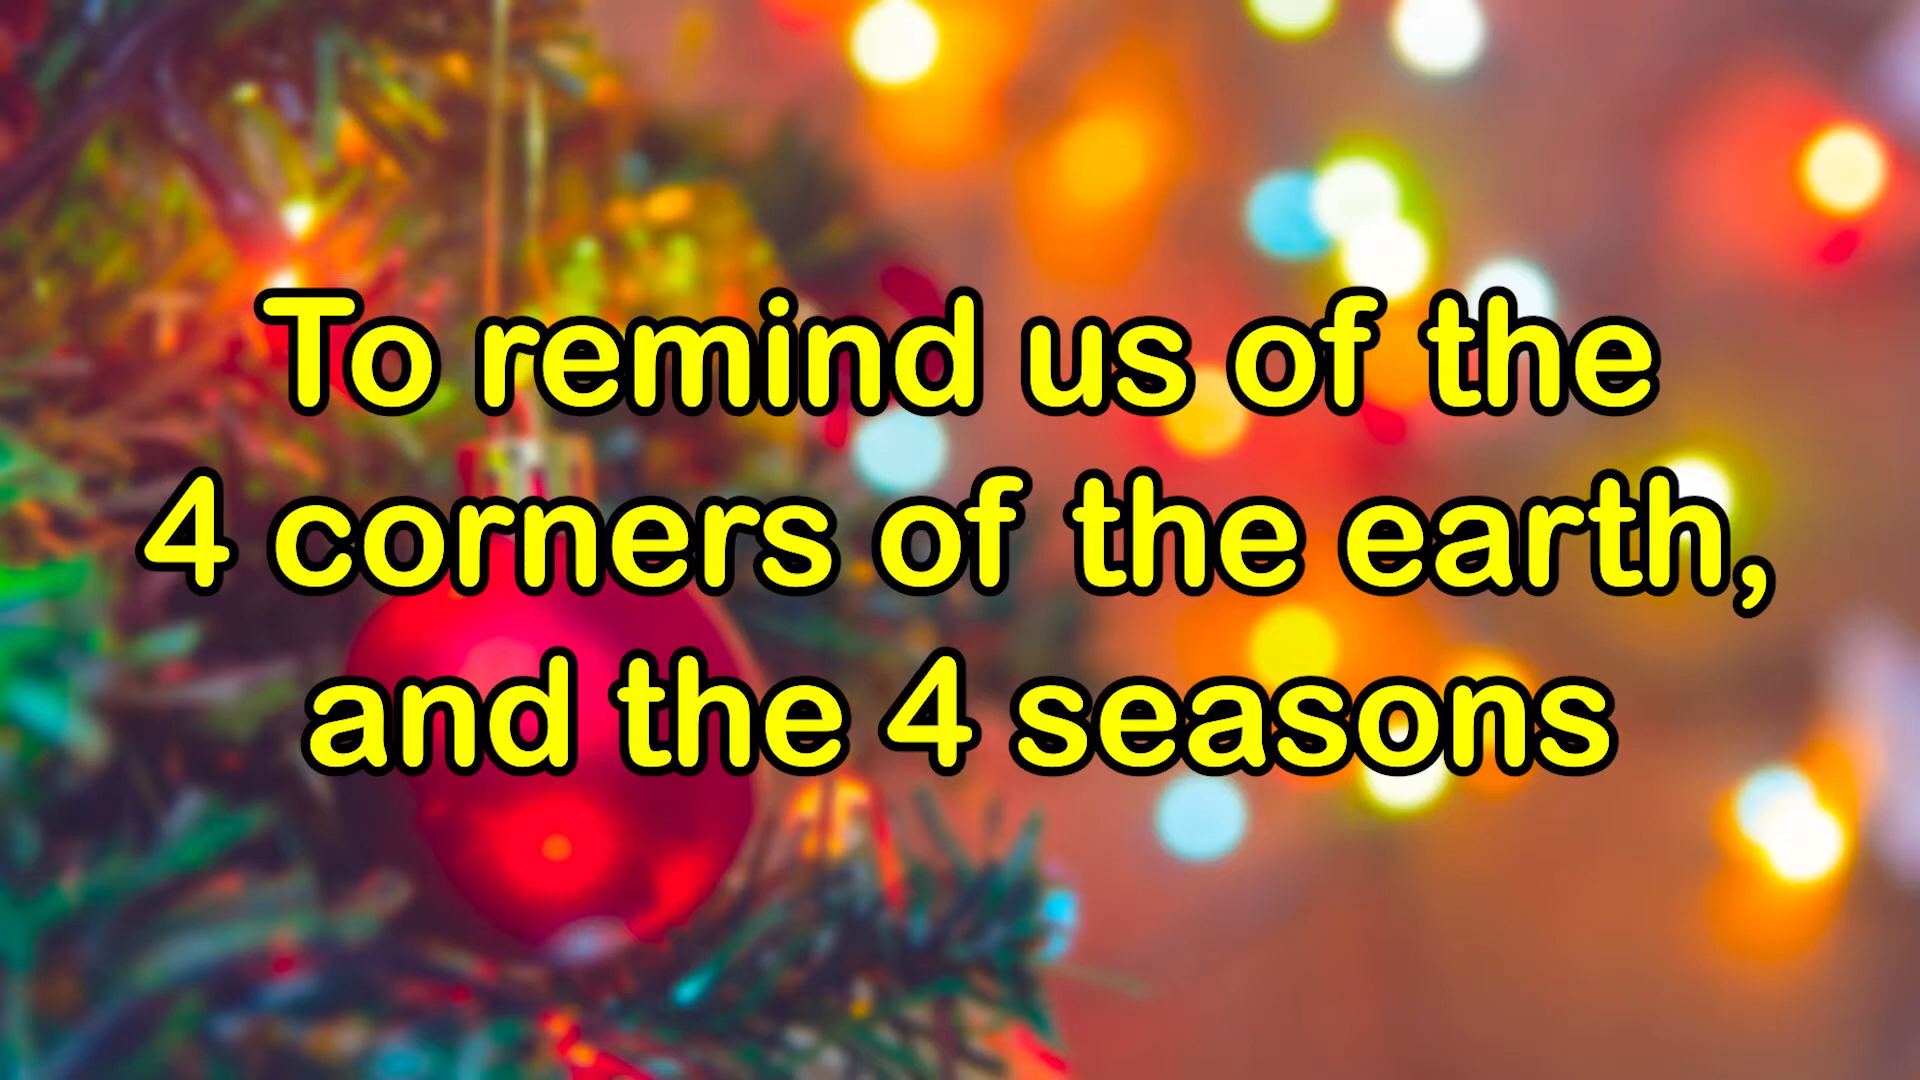 To remind us of the
4 corners of the earth,
and the 4 seasons